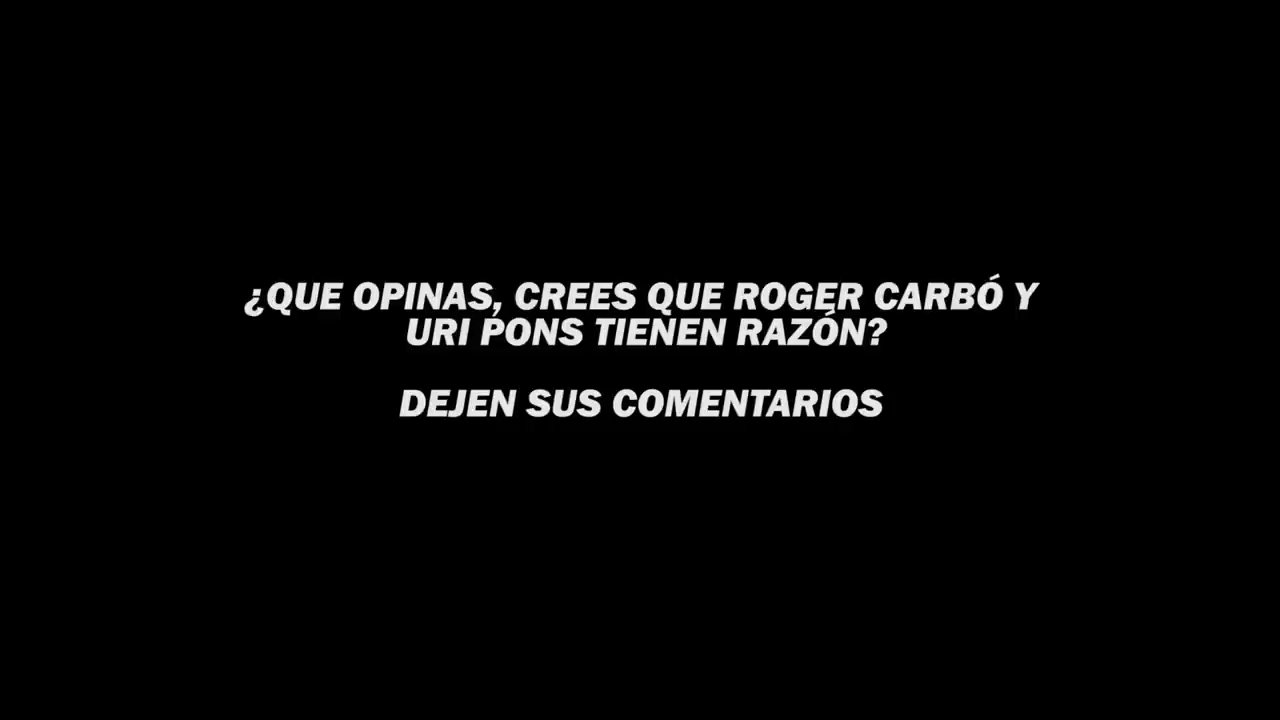 ¿QUE OPINAS, CREES QUE ROGER CARBÓ Y
URI PONS TIENEN RAZÓN?
DEJEN SUS COMENTARIOS